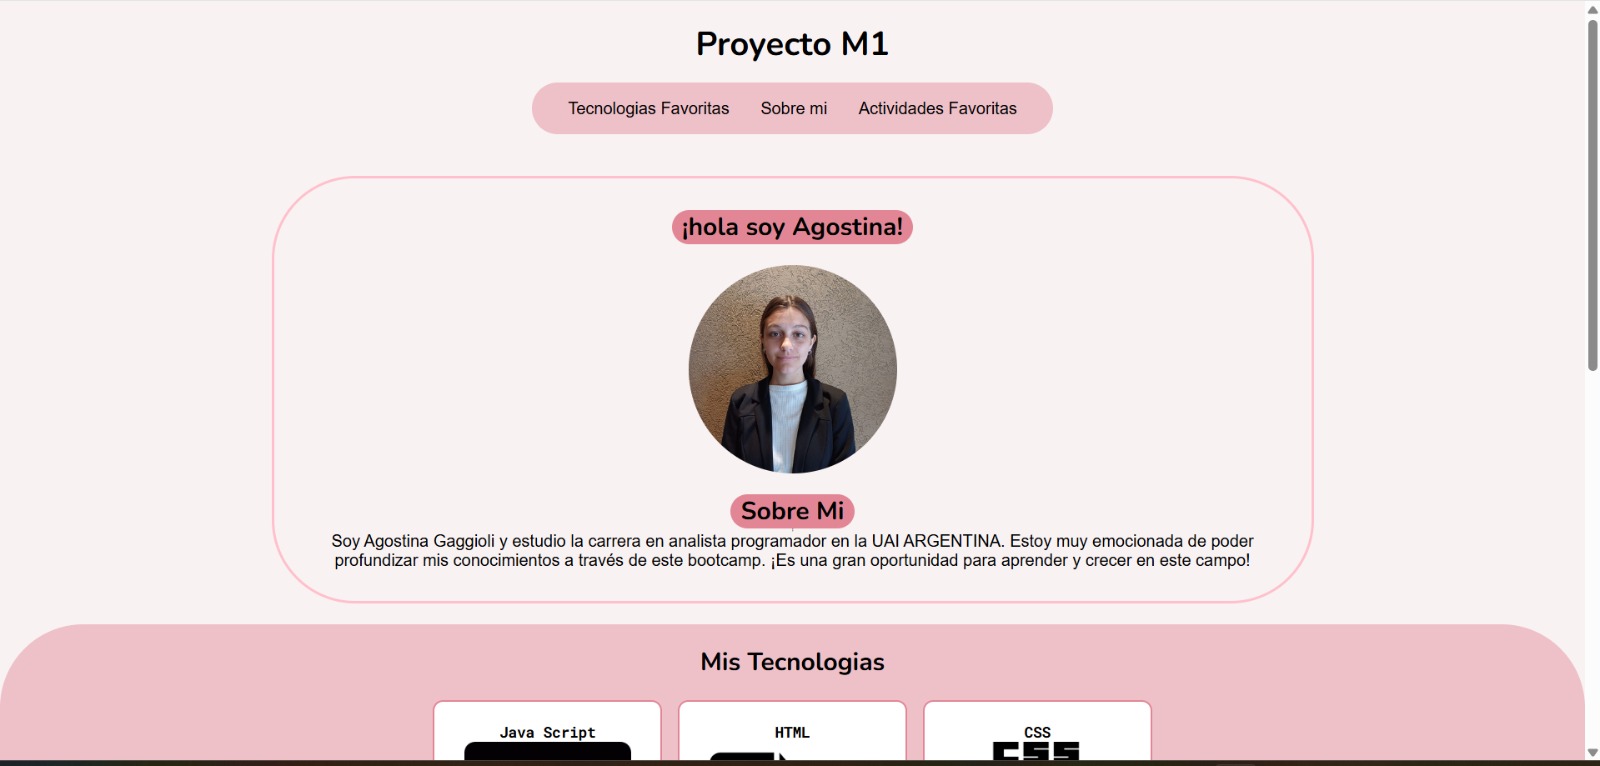 Proyecto M1
Tecnologias Favoritas Sobre mi Actividades Favoritas
¡hola soy Agostina!
Sobre Mi
Soy Agostina Gaggioli y estudio la carrera en analista programador en la UAI ARGENTINA. Estoy muy emocionada de poder
profundizar mis conocimientos a través de este bootcamp. ¡Es una gran oportunidad para aprender y crecer en este campo!
Mis Tecnologias
Java Script HTML CSS
CSS